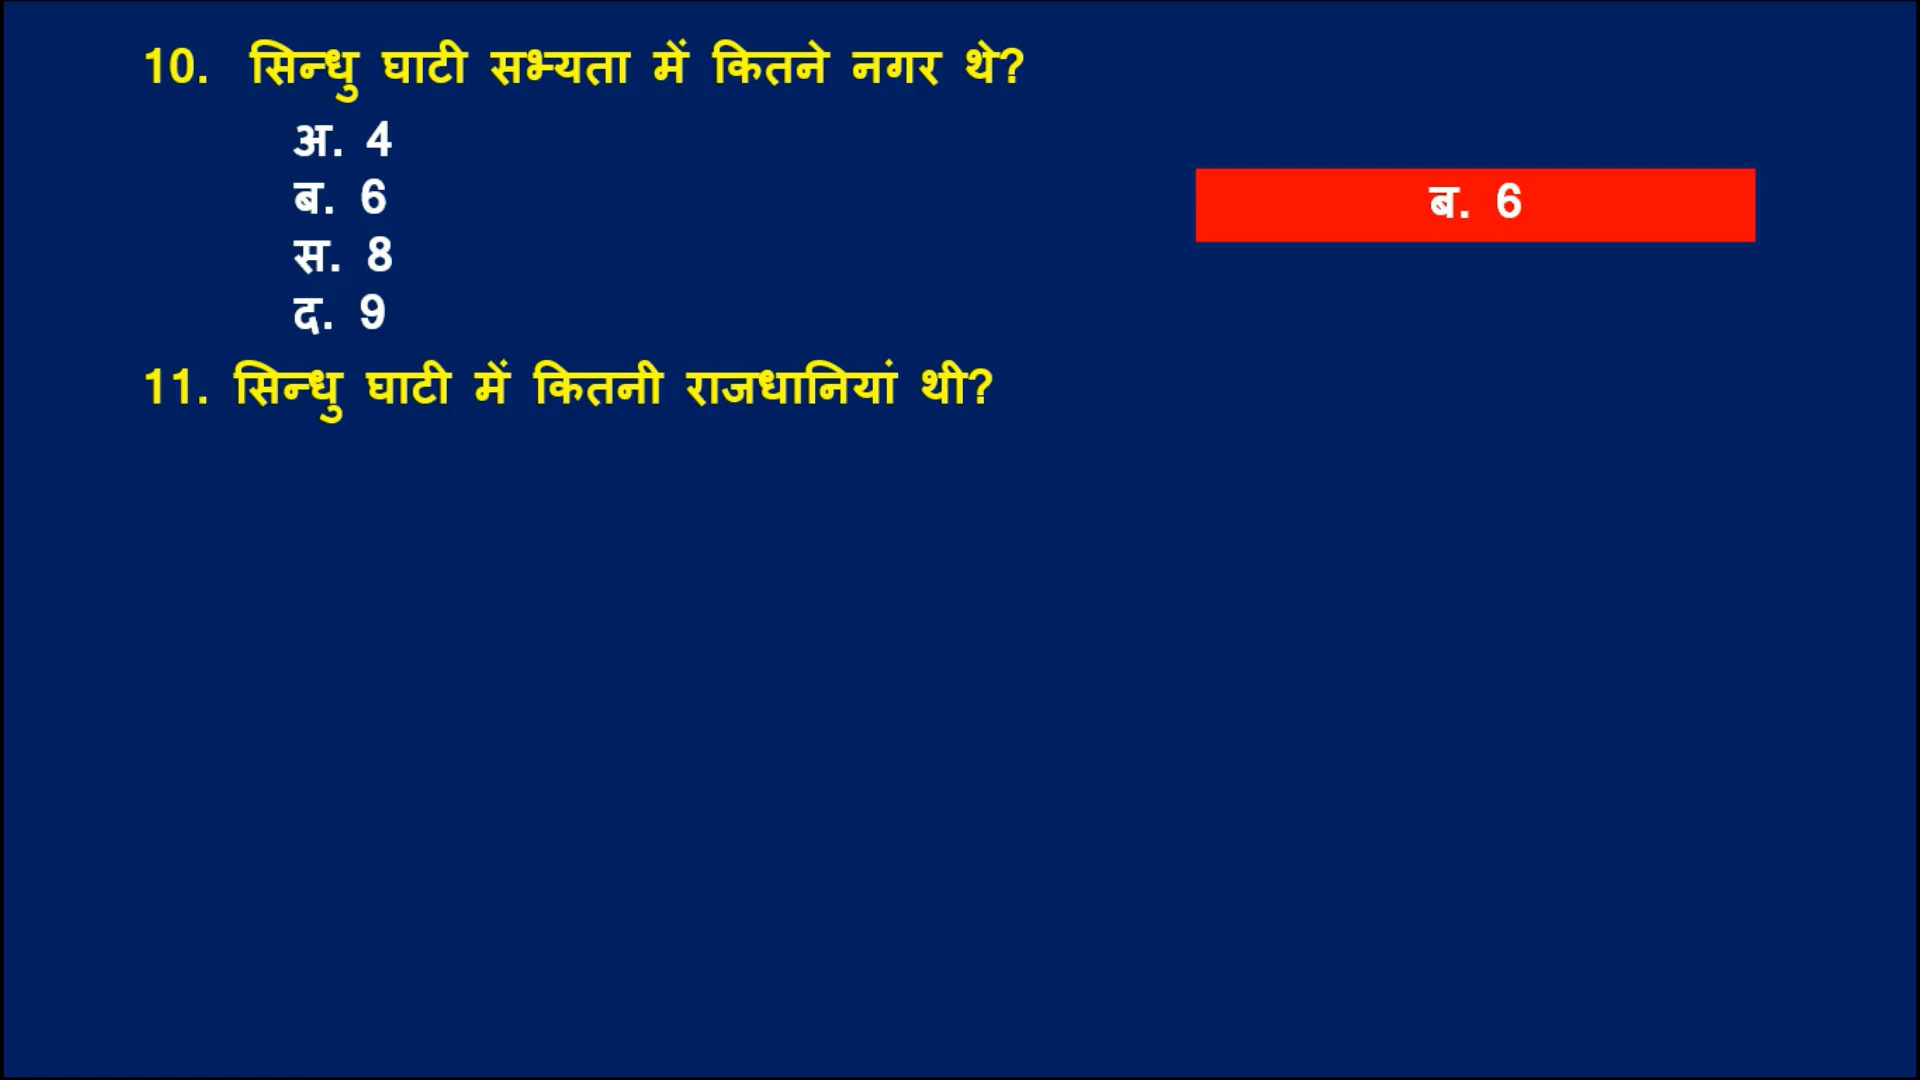 10. सिन्धु घाटी सभ्यता में कितने नगर थे?
अ. 4
ब. 6
ब. 6
स. 8
द. 9
11. सिन्धु घाटी में कितनी राजधानियां थी?